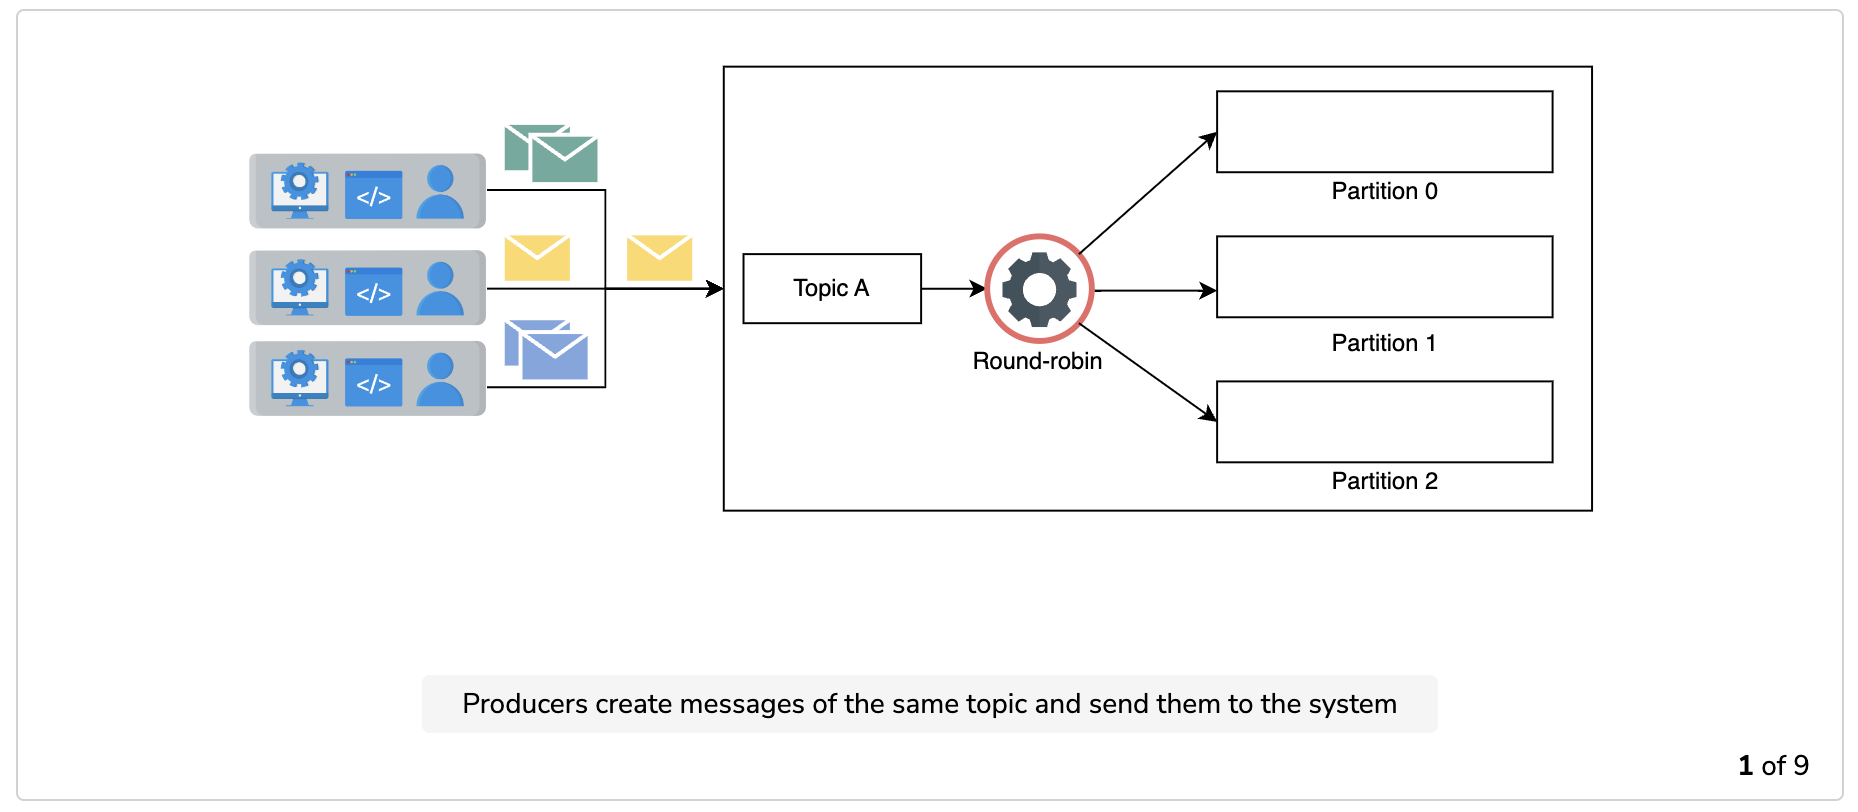 </>
</>
</>
Topic A
Round-robin
Partition 0
Partition 1
Partition 2
Producers create messages of the same topic and send them to the system
1 of 9